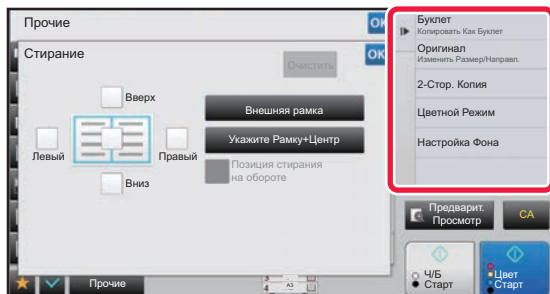 Прочие
OK
Стирание
OK
Очистить
Вверх
Левый
Правый
Вниз
Внешняя рамка
Укажите Рамку+Центр
Позиция стирания
на обороте
Буклет
Копировать Как Буклет
Оригинал
Изменить Размер/Направл.
2-Стор. Копия
Цветной Режим
Настройка Фона
Предварит.
Просмотр
CA
Ч/Б
Старт
Цвет
Старт
Прочие
3
4
A3